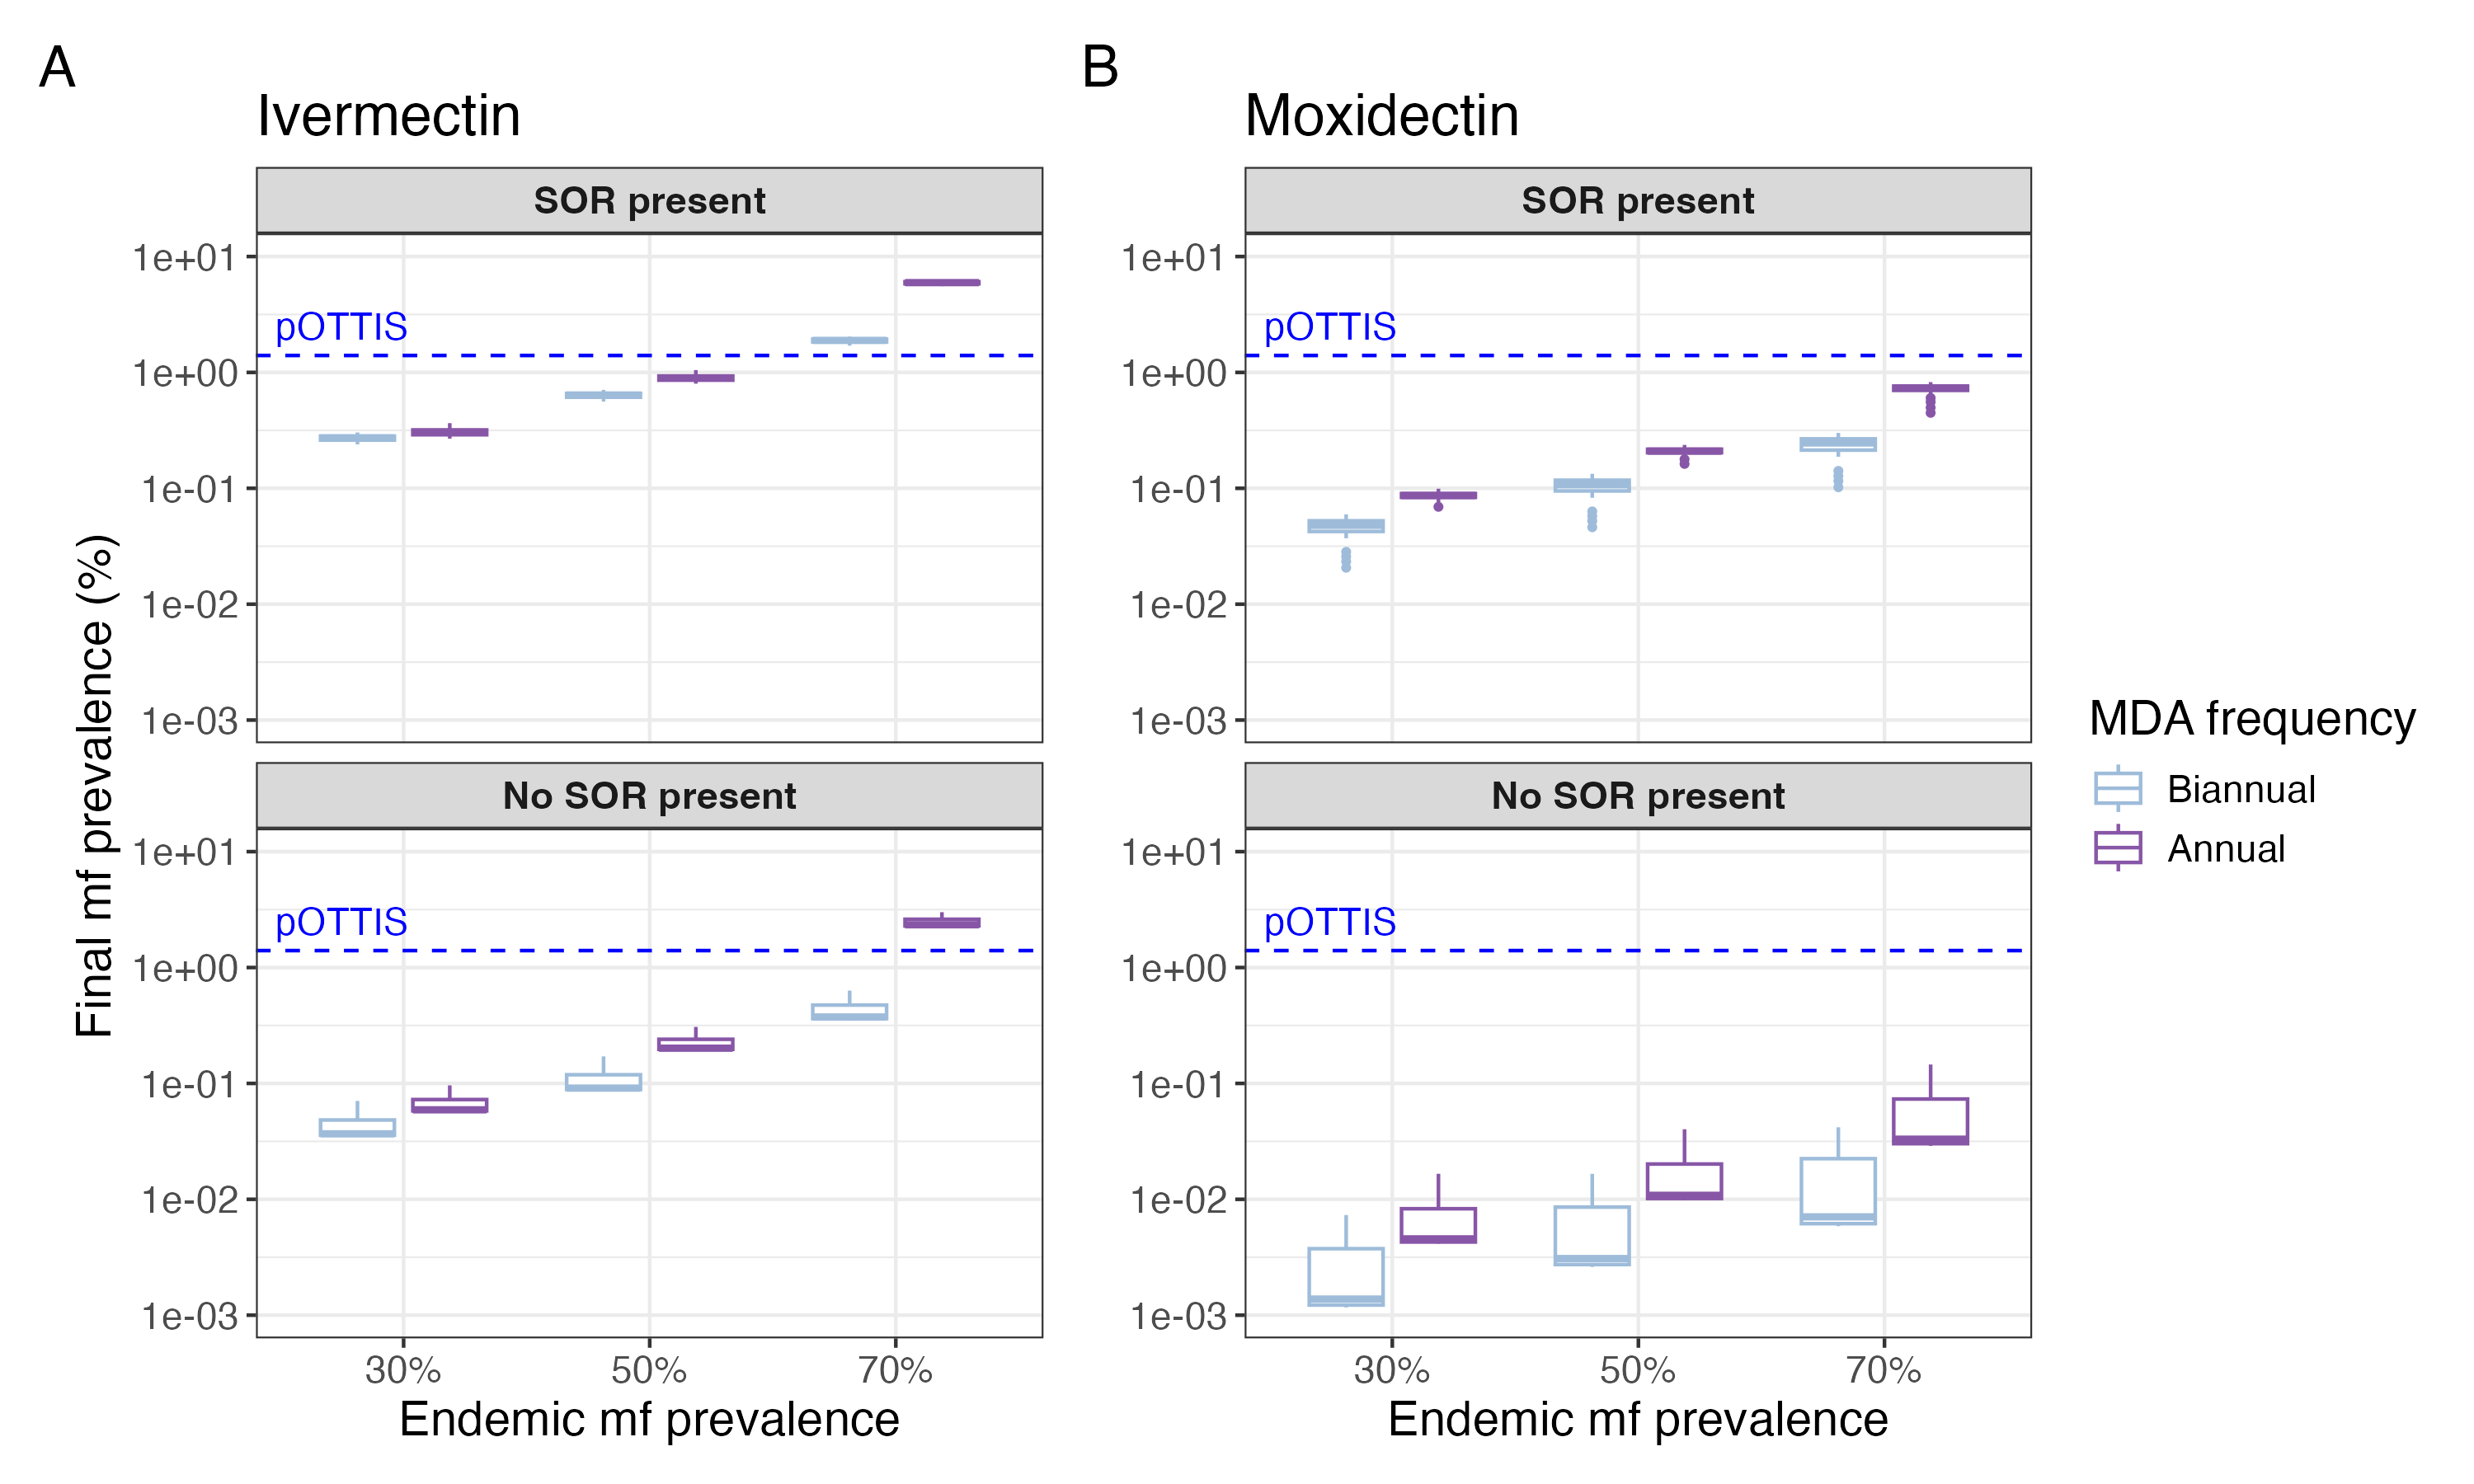 A
Ivermectin
SOR present
1e+01
pOTTIS
1e+00
1e-01
1e-02
1e-03
No SOR present
1e+01
pOTTIS
1e+00
1e-01
1e-02
1e-03
30% 50% 70%
Endemic mf prevalence
Final mf prevalence (%)
B
Moxidectin
SOR present
1e+01
pOTTIS
1e+00
1e-01
1e-02
1e-03
No SOR present
1e+01
pOTTIS
1e+00
1e-01
1e-02
1e-03
30% 50% 70%
Endemic mf prevalence
MDA frequency
Biannual
Annual